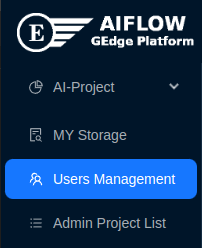 E AIFLOW
GEdge Platform
AI-Project
MY Storage
Users Management
Admin Project List